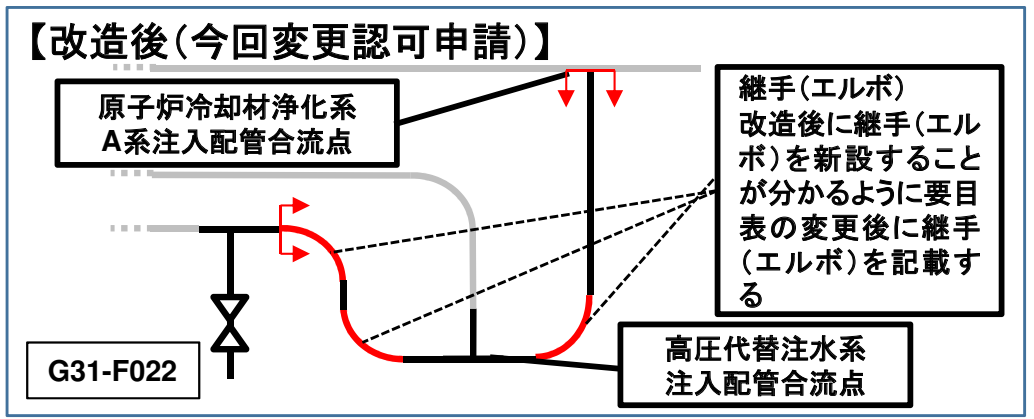 【改造後（今回変更認可申請）】
原子炉冷却材浄化系
A系注入配管合流点
継手（エルボ）
改造後に継手（エル
ボ）を新設すること
が分かるように要目
表の変更後に継手
（エルボ）を記載す
る
高圧代替注水系
注入配管合流点
G31-F022